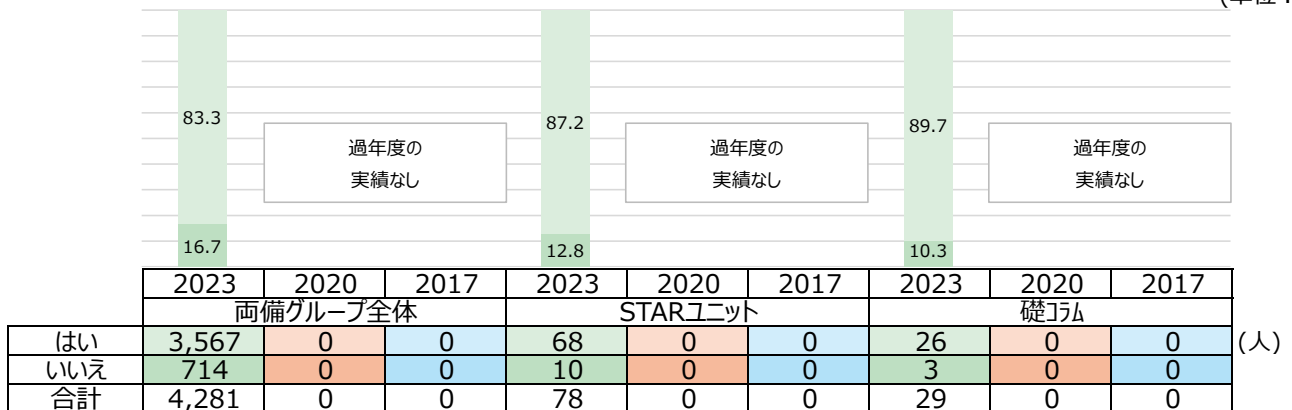 83.3
87.2
89.7
過年度の
実績なし
過年度の
実績なし
過年度の
実績なし
16.7
12.8
10.3
2023 2020 2017 2023 2020 2017 2023 2020 2017
両備グループ全体 STARユニット 礎コラム
はい 3,567 0 0 68 0 0 26 0 0 (人)
いいえ 714 0 0 10 0 0 3 0 0
合計 4,281 0 0 78 0 0 29 0 0